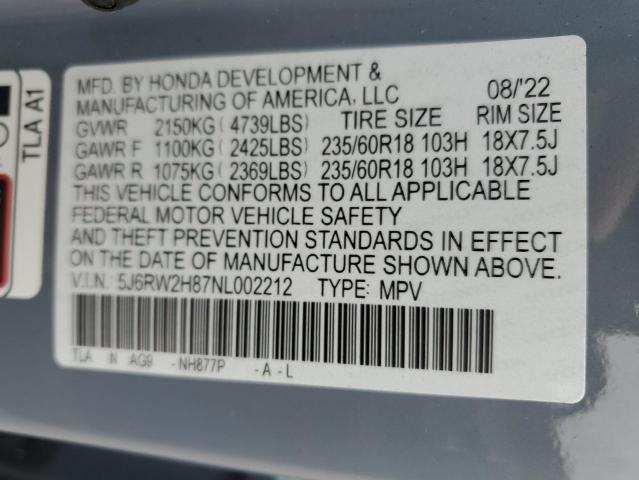 TLA A1
MFD. BY HONDA DEVELOPMENT &
MANUFACTURING OF AMERICA, LLC 08/'22
GVWR 2150KG ( 4739LBS) TIRE SIZE RIM SIZE
GAWR F 1100KG ( 2425LBS) 235/60R18 103H 18X7.5J
GAWR R 1075KG ( 2369LBS) 235/60R18 103H 18X7.5J
THIS VEHICLE CONFORMS TO ALL APPLICABLE
FEDERAL MOTOR VEHICLE SAFETY
AND THEFT PREVENTION STANDARDS IN EFFECT
ON THE DATE OF MANUFACTURE SHOWN ABOVE.
V.I.N. 5J6RW2H87NL002212 TYPE: MPV
TLA IN AG9 -NH877P -A-L